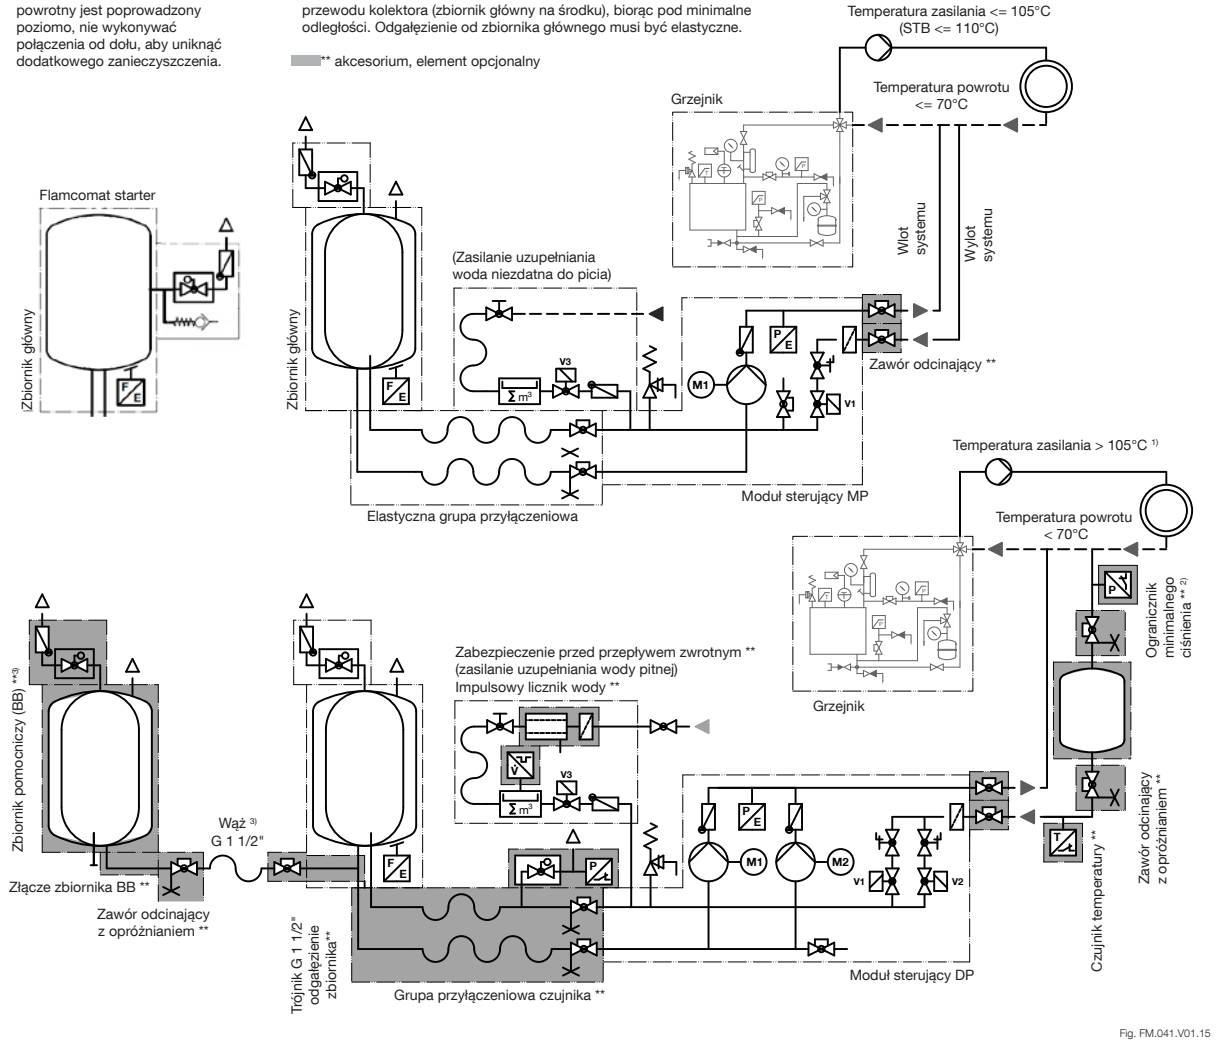 powrotny jest poprowadzony
poziomo, nie wykonywać
połączenia od dołu, aby uniknąć
dodatkowego zanieczyszczenia.
przewodu kolektora (zbiornik główny na środku), biorąc pod minimalne
odległości. Odgałęzienie od zbiornika głównego musi być elastyczne.
** akcesorium, element opcjonalny
Temperatura zasilania <= 105°C
(STB <= 110°C)
Temperatura powrotu
<= 70°C
Grzejnik
Wlot
systemu
Wylot
systemu
Flamcomat starter
Zbiornik główny
F
E
Zbiornik główny
F
E
(Zasilanie uzupełniania
woda niezdatna do picia)
V3
Σ m³
P
E
M1
V1
Zawór odcinający **
Moduł sterujący MP
Elastyczna grupa przyłączeniowa
Temperatura zasilania > 105°C ¹⁾
Temperatura powrotu
< 70°C
Grzejnik
P
Ogranicznik
minimalnego
ciśnienia ** ²⁾
Zbiornik pomocniczy (BB) **³⁾
Wąż ³⁾
G 1 1/2"
Złącze zbiornika BB **
Zawór odcinający
z opróżnianiem **
F
E
Zabezpieczenie przed przepływem zwrotnym **
(zasilanie uzupełniania wody pitnej)
Impulsowy licznik wody **
V̇
V3
Σ m³
P
P
E
M1
M2
V1
V2
T
Czujnik temperatury **
Zawór odcinający
z opróżnianiem **
Trójnik G 1 1/2"
odgałęzienie
zbiornika**
Grupa przyłączeniowa czujnika **
Moduł sterujący DP
Fig. FM.041.V01.15